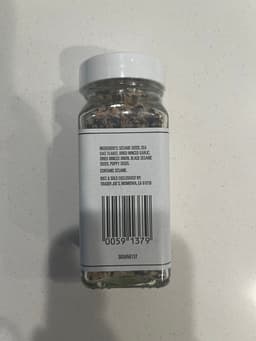 INGREDIENTS: SESAME SEEDS, SEA
SALT FLAKES, DRIED MINCED GARLIC,
DRIED MINCED ONION, BLACK SESAME
SEEDS, POPPY SEEDS.
CONTAINS SESAME.
DIST. & SOLD EXCLUSIVELY BY:
TRADER JOE'S, MONROVIA, CA 91016
0059 1379